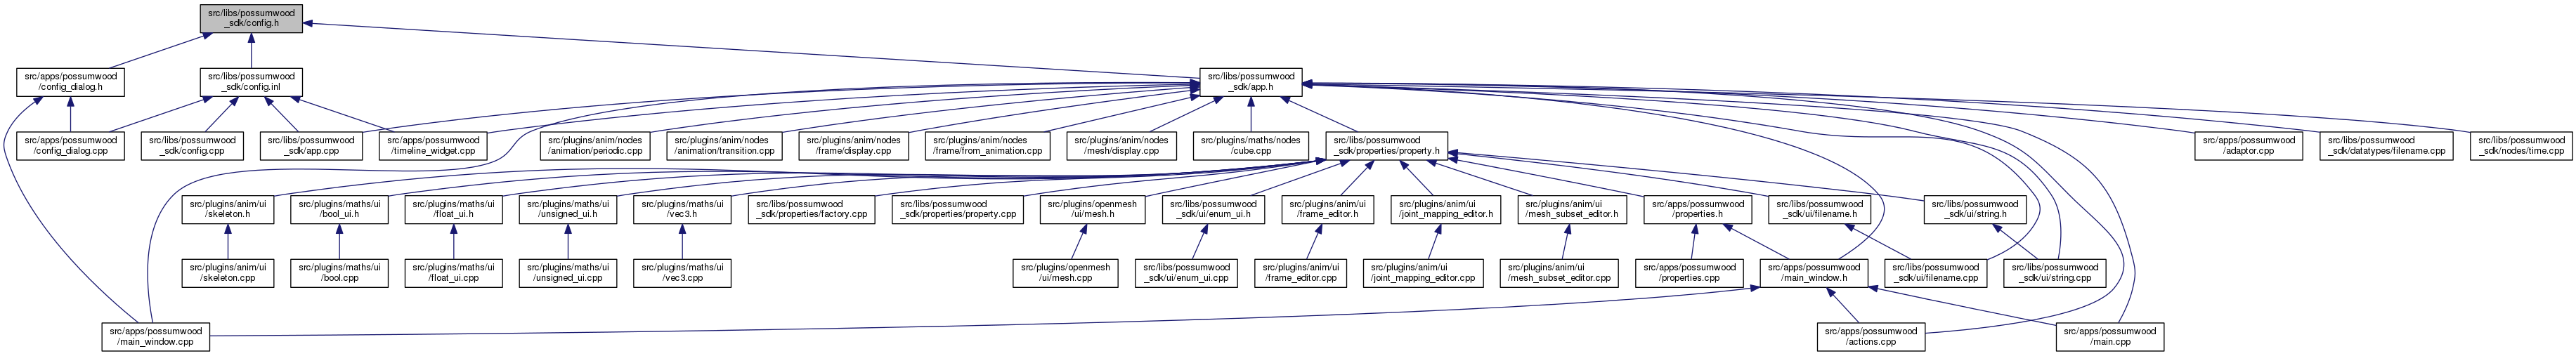 src/libs/possumwood
_sdk/config.h
src/apps/possumwood
/config_dialog.h
src/libs/possumwood
_sdk/config.inl
src/libs/possumwood
_sdk/app.h
src/apps/possumwood
/config_dialog.cpp
src/libs/possumwood
_sdk/config.cpp
src/libs/possumwood
_sdk/app.cpp
src/apps/possumwood
/timeline_widget.cpp
src/plugins/anim/nodes
/animation/periodic.cpp
src/plugins/anim/nodes
/animation/transition.cpp
src/plugins/anim/nodes
/frame/display.cpp
src/plugins/anim/nodes
/frame/from_animation.cpp
src/plugins/anim/nodes
/mesh/display.cpp
src/plugins/maths/nodes
/cube.cpp
src/libs/possumwood
_sdk/properties/property.h
src/apps/possumwood
/adaptor.cpp
src/libs/possumwood
_sdk/datatypes/filename.cpp
src/libs/possumwood
_sdk/nodes/time.cpp
src/plugins/anim/ui
/skeleton.h
src/plugins/maths/ui
/bool_ui.h
src/plugins/maths/ui
/float_ui.h
src/plugins/maths/ui
/unsigned_ui.h
src/plugins/maths/ui
/vec3.h
src/libs/possumwood
_sdk/properties/factory.cpp
src/libs/possumwood
_sdk/properties/property.cpp
src/plugins/openmesh
/ui/mesh.h
src/libs/possumwood
_sdk/ui/enum_ui.h
src/plugins/anim/ui
/frame_editor.h
src/plugins/anim/ui
/joint_mapping_editor.h
src/plugins/anim/ui
/mesh_subset_editor.h
src/apps/possumwood
/properties.h
src/libs/possumwood
_sdk/ui/filename.h
src/libs/possumwood
_sdk/ui/string.h
src/plugins/anim/ui
/skeleton.cpp
src/plugins/maths/ui
/bool.cpp
src/plugins/maths/ui
/float_ui.cpp
src/plugins/maths/ui
/unsigned_ui.cpp
src/plugins/maths/ui
/vec3.cpp
src/plugins/openmesh
/ui/mesh.cpp
src/libs/possumwood
_sdk/ui/enum_ui.cpp
src/plugins/anim/ui
/frame_editor.cpp
src/plugins/anim/ui
/joint_mapping_editor.cpp
src/plugins/anim/ui
/mesh_subset_editor.cpp
src/apps/possumwood
/properties.cpp
src/apps/possumwood
/main_window.h
src/libs/possumwood
_sdk/ui/filename.cpp
src/libs/possumwood
_sdk/ui/string.cpp
src/apps/possumwood
/main_window.cpp
src/apps/possumwood
/actions.cpp
src/apps/possumwood
/main.cpp